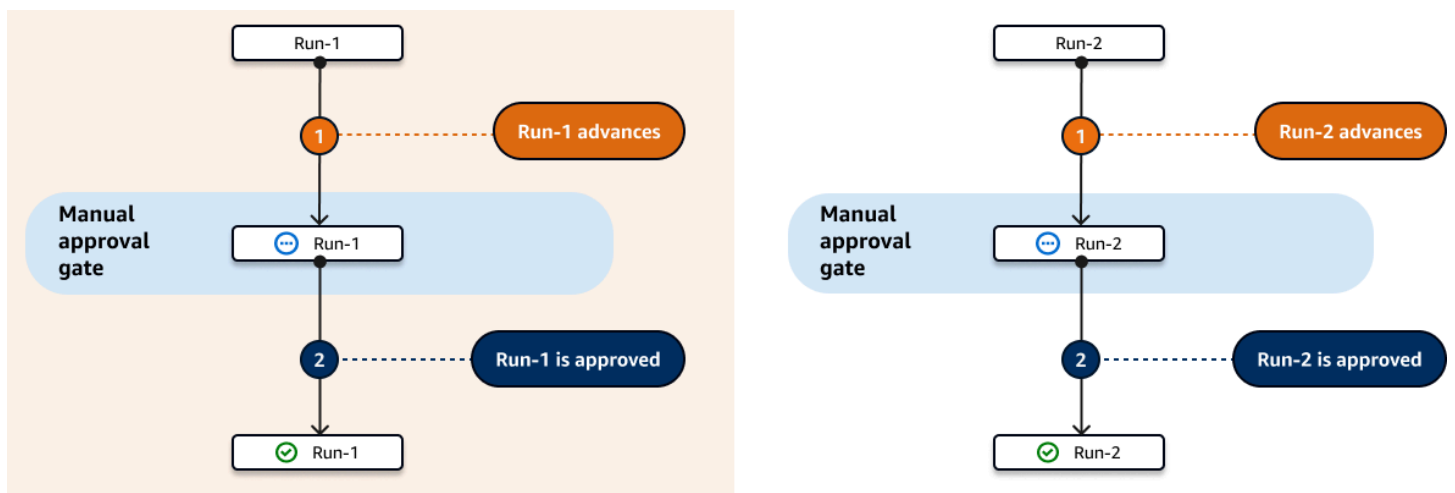 Run-1
1
Run-1 advances
Manual
approval
gate
Run-1
2
Run-1 is approved
Run-1
Run-2
1
Run-2 advances
Manual
approval
gate
Run-2
2
Run-2 is approved
Run-2